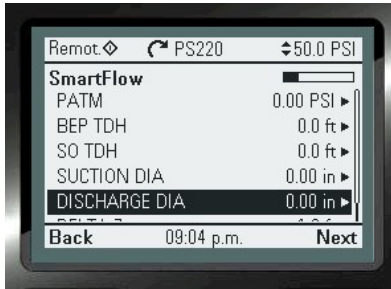 Remot. PS220 50.0 PSI
SmartFlow
PATM 0.00 PSI
BEP TDH 0.0 ft
SO TDH 0.0 ft
SUCTION DIA 0.00 in
DISCHARGE DIA 0.00 in
Back 09:04 p.m. Next